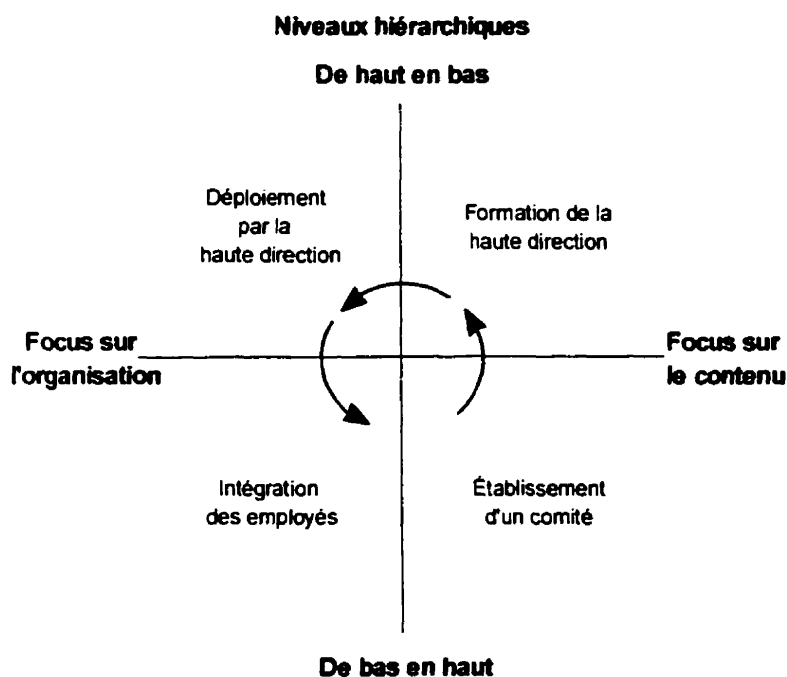 Niveaux hiérarchiques
De haut en bas
Déploiement
par la
haute direction
Formation de la
haute direction
Focus sur
l'organisation
Focus sur
le contenu
Intégration
des employés
Établissement
d'un comité
De bas en haut